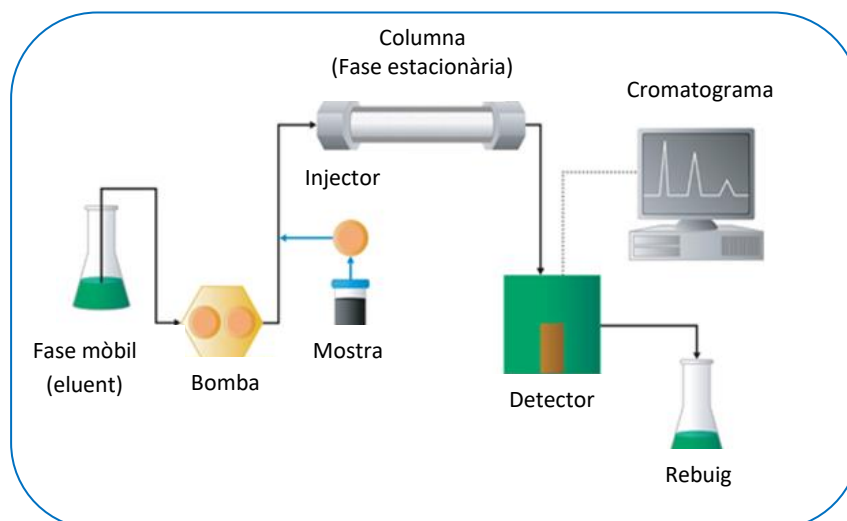 Columna
(Fase estacionària)
Cromatograma
Injector
Fase mòbil
(eluent)
Bomba
Mostra
Detector
Rebuig